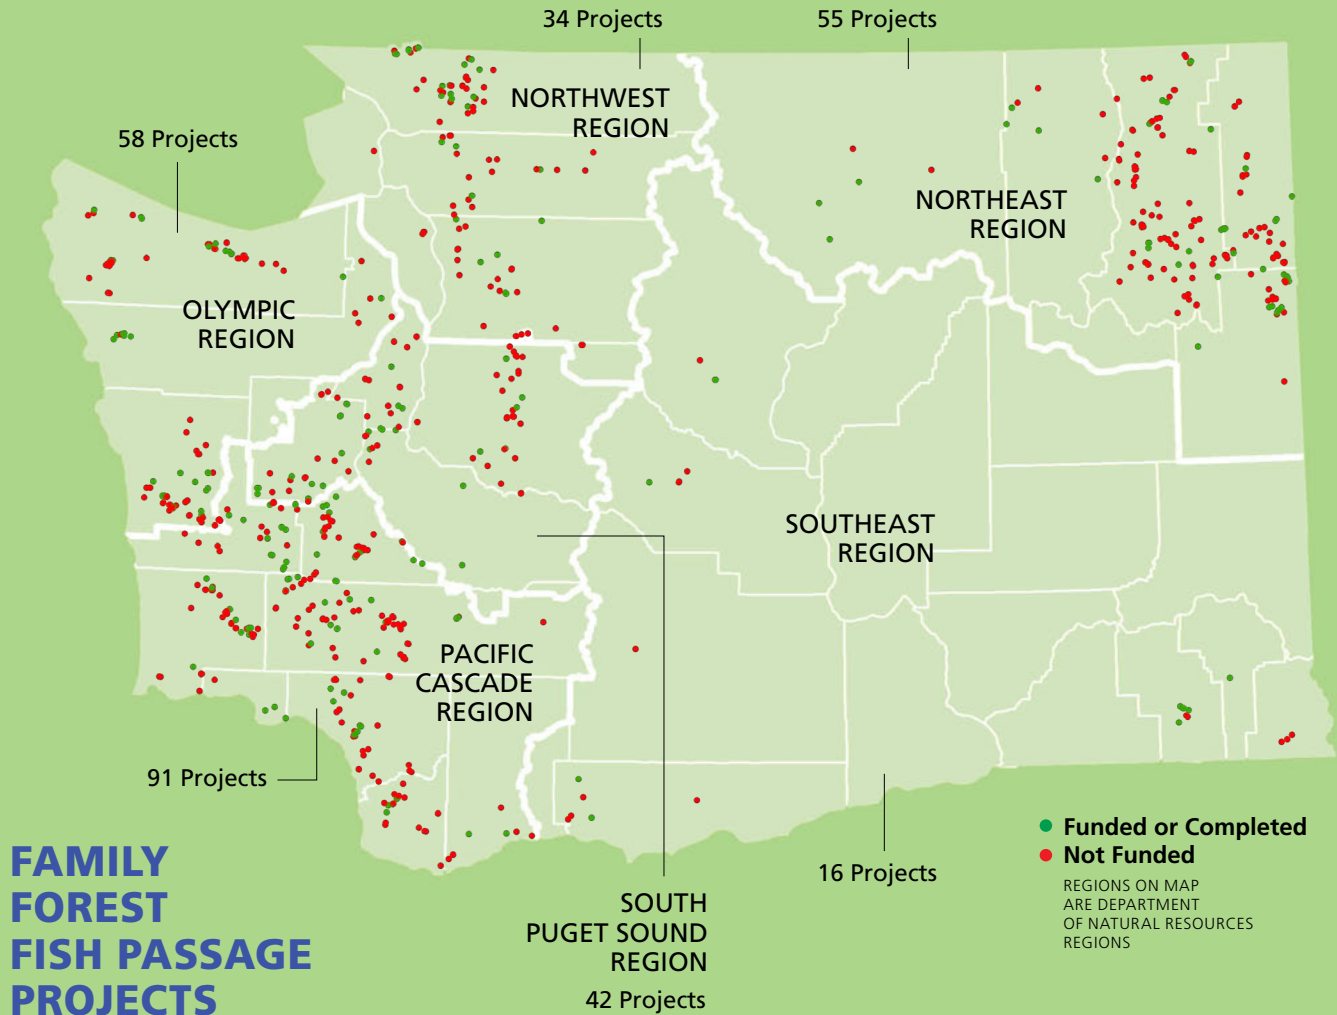 34 Projects
55 Projects
NORTHWEST
REGION
58 Projects
NORTHEAST
REGION
OLYMPIC
REGION
SOUTHEAST
REGION
PACIFIC
CASCADE
REGION
91 Projects
16 Projects
Funded or Completed
Not Funded
REGIONS ON MAP
ARE DEPARTMENT
OF NATURAL RESOURCES
REGIONS
SOUTH
PUGET SOUND
REGION
42 Projects
FAMILY
FOREST
FISH PASSAGE
PROJECTS